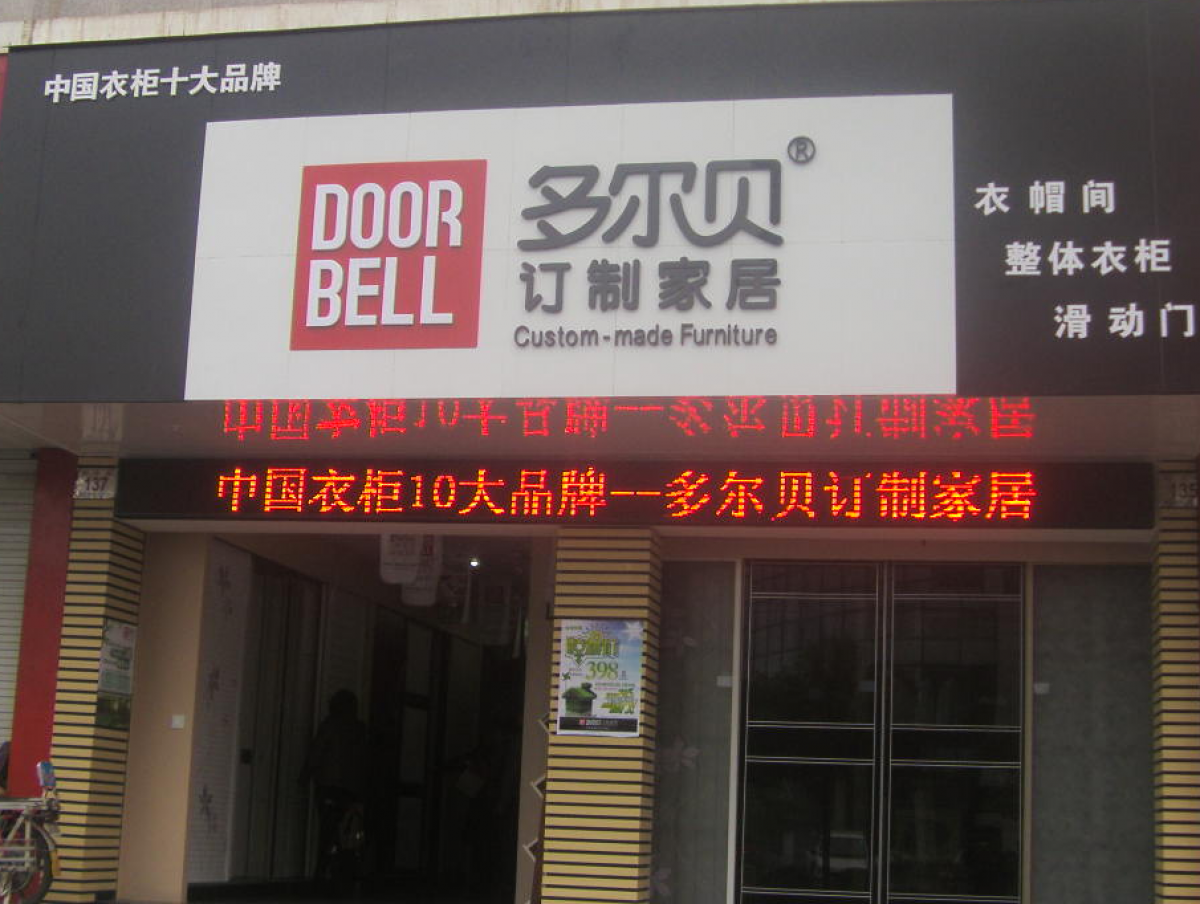 中国衣柜十大品牌
DOOR
BELL
多尔贝®
订制家居
Custom-made Furniture
衣帽间
整体衣柜
滑动门
中国衣柜10大品牌--多尔贝订制家居
137
398